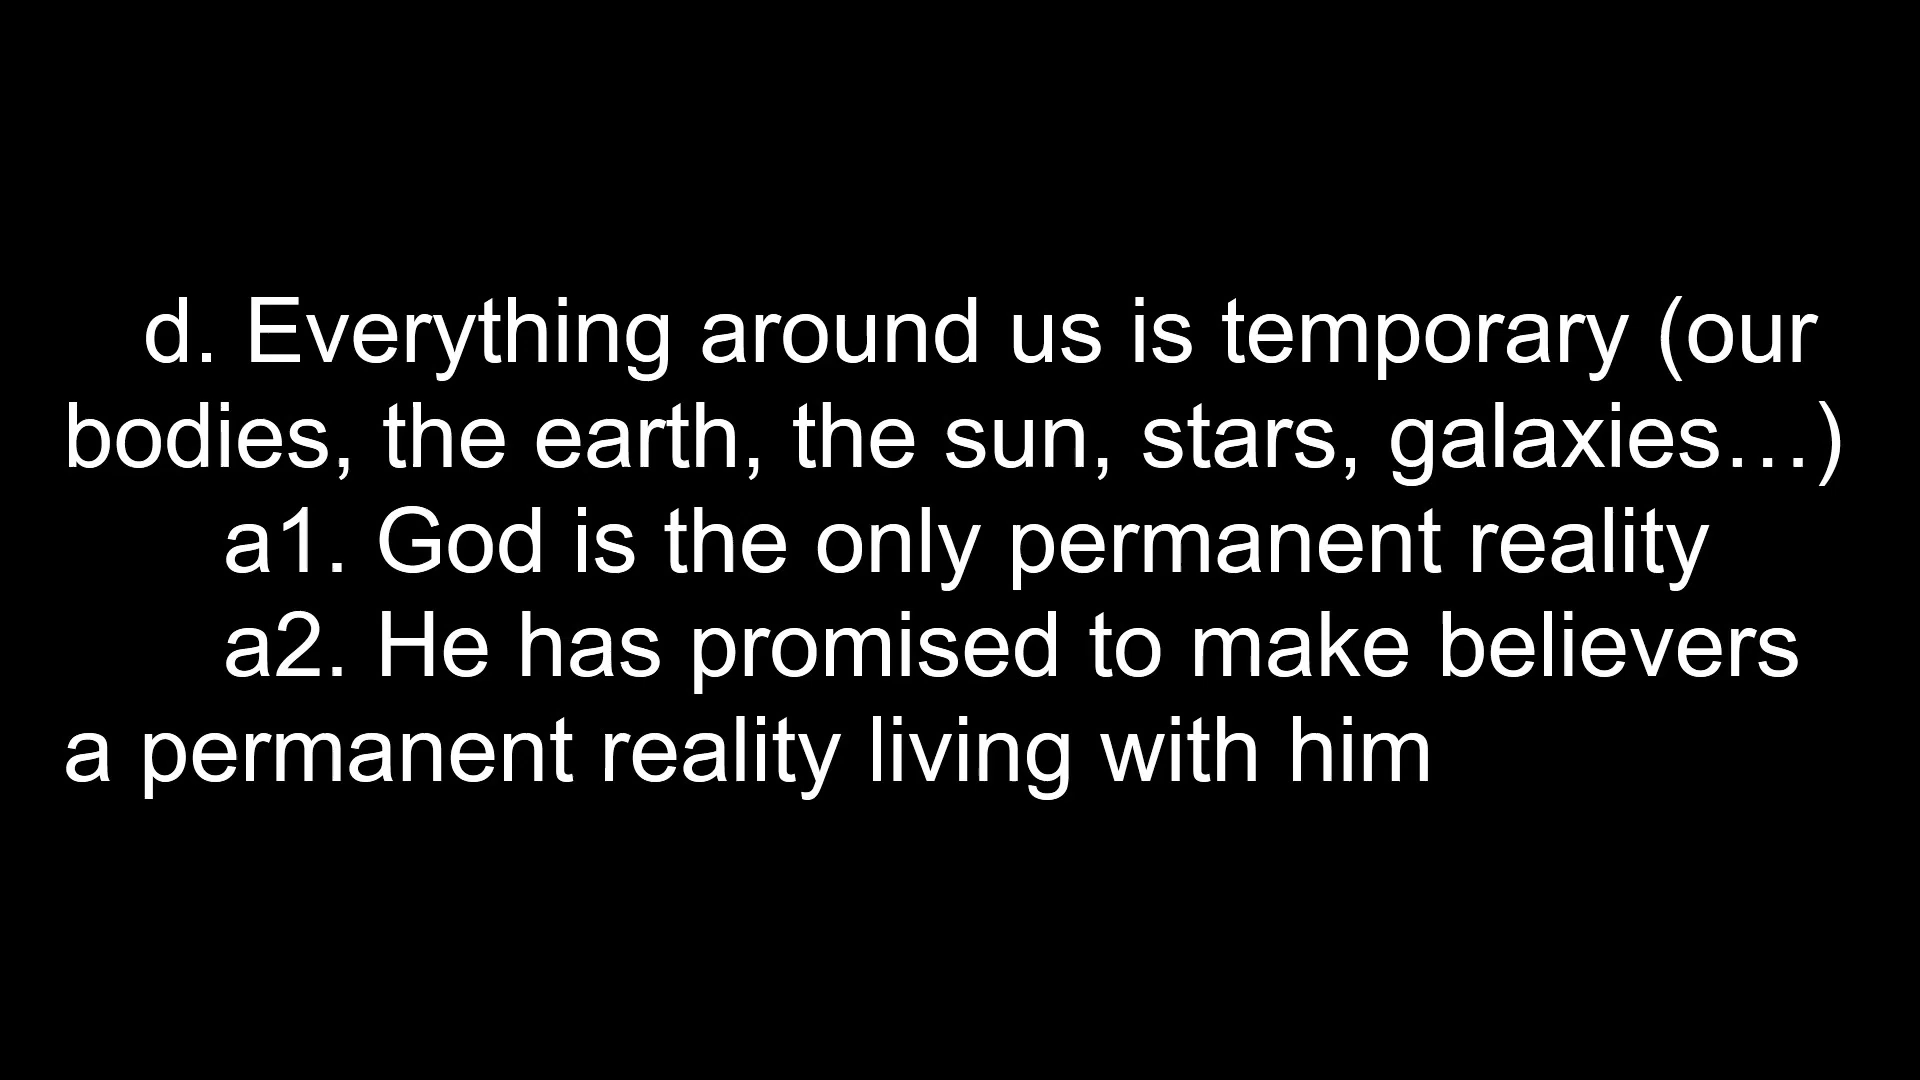 d. Everything around us is temporary (our
bodies, the earth, the sun, stars, galaxies…)
a1. God is the only permanent reality
a2. He has promised to make believers
a permanent reality living with him